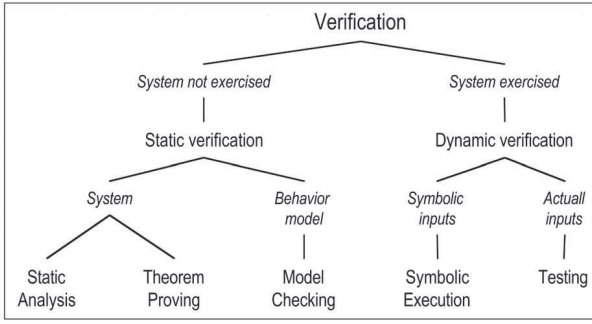 Verification
System not exercised
System exercised
Static verification
Dynamic verification
System
Behavior
model
Symbolic
inputs
Actuall
inputs
Static
Analysis
Theorem
Proving
Model
Checking
Symbolic
Execution
Testing